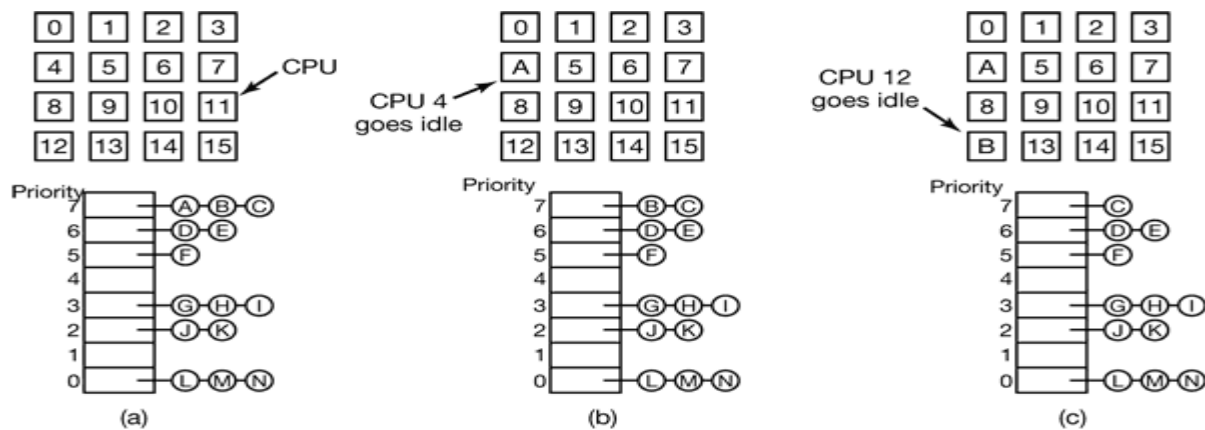 0 1 2 3
4 5 6 7
CPU
8 9 10 11
12 13 14 15
Priority
7 A B C
6 D E
5 F
4
3 G H I
2 J K
1
0 L M N
(a)
0 1 2 3
A 5 6 7
CPU 4
goes idle
8 9 10 11
12 13 14 15
Priority
7 B C
6 D E
5 F
4
3 G H I
2 J K
1
0 L M N
(b)
0 1 2 3
A 5 6 7
CPU 12
goes idle
8 9 10 11
B 13 14 15
Priority
7 C
6 D E
5 F
4
3 G H I
2 J K
1
0 L M N
(c)